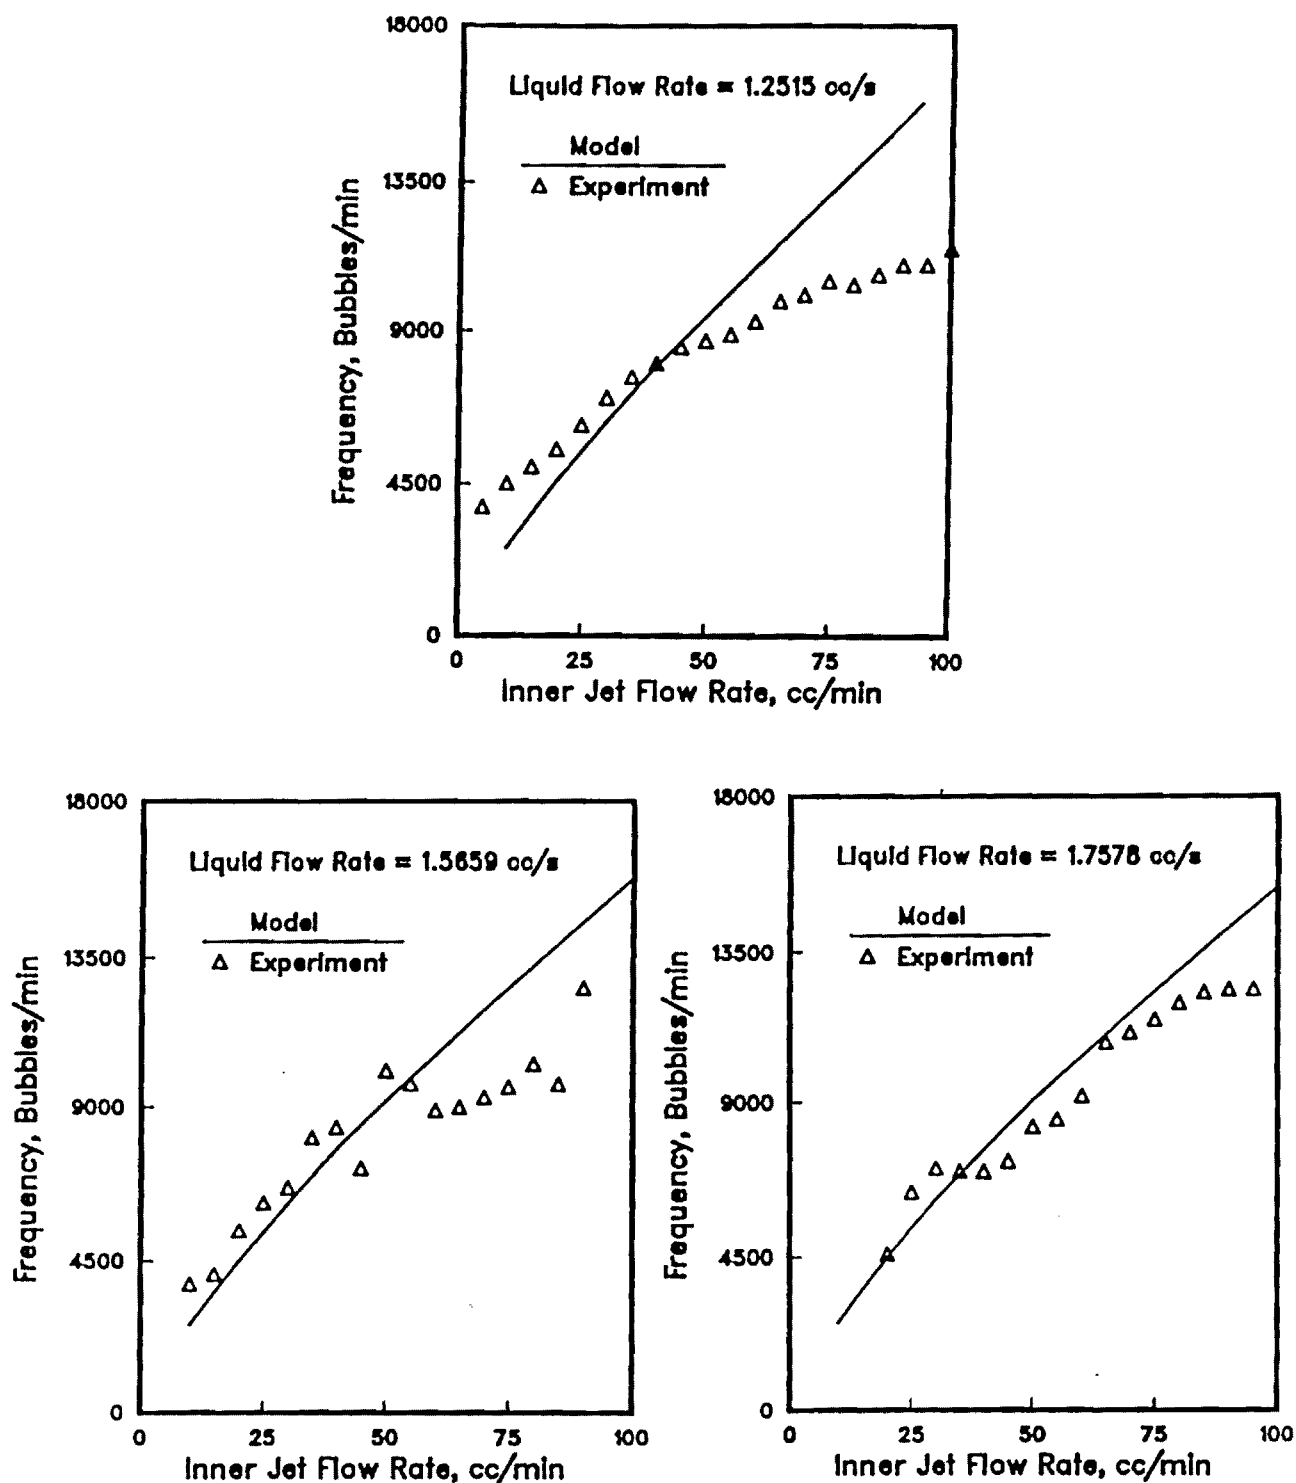 18000
Liquid Flow Rate = 1.2515 cc/s
Model
13500
Δ Experiment
Frequency, Bubbles/min
9000
4500
0
0 25 50 75 100
Inner Jet Flow Rate, cc/min
18000
Liquid Flow Rate = 1.5659 cc/s
Model
13500
Δ Experiment
Frequency, Bubbles/min
9000
4500
0
0 25 50 75 100
Inner Jet Flow Rate, cc/min
18000
Liquid Flow Rate = 1.7578 cc/s
Model
13500
Δ Experiment
Frequency, Bubbles/min
9000
4500
0
0 25 50 75 100
Inner Jet Flow Rate, cc/min